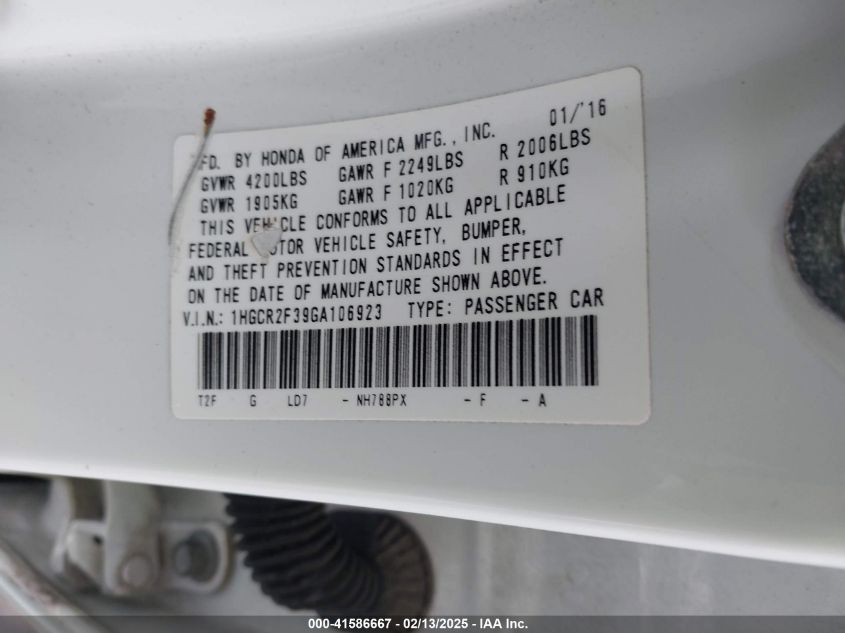 01/'16
MFD. BY HONDA OF AMERICA MFG., INC.
GVWR 4200LBS GAWR F 2249LBS R 2006LBS
GVWR 1905KG GAWR F 1020KG R 910KG
THIS VEHICLE CONFORMS TO ALL APPLICABLE
FEDERAL MOTOR VEHICLE SAFETY, BUMPER,
AND THEFT PREVENTION STANDARDS IN EFFECT
ON THE DATE OF MANUFACTURE SHOWN ABOVE.
V.I.N.: 1HGCR2F39GA106923 TYPE: PASSENGER CAR
T2F G LD7 - NH788PX - F - A
000-41586667 - 02/13/2025 - IAA Inc.